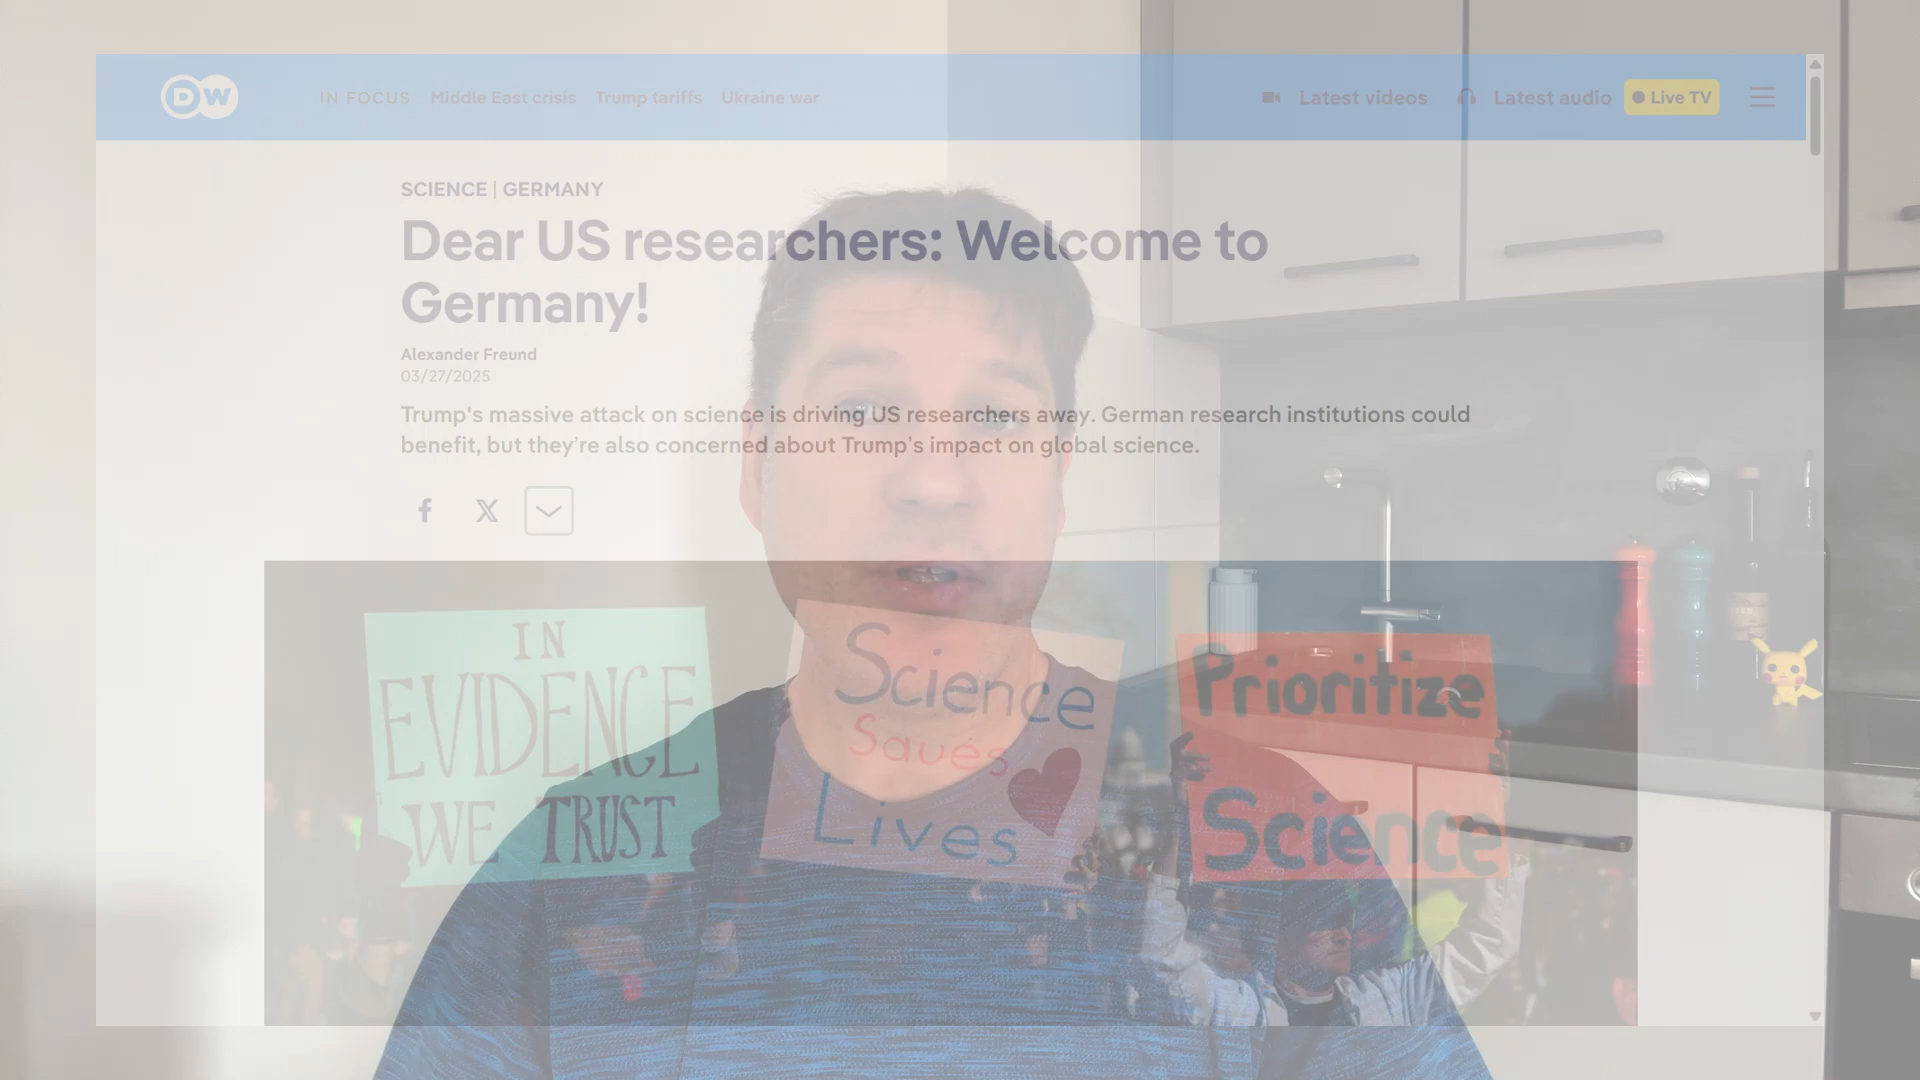 DW
IN FOCUS Middle East crisis Trump tariffs Ukraine war Latest videos Latest audio Live TV
SCIENCE | GERMANY
Dear US researchers: Welcome to
Germany!
Alexander Freund
03/27/2025
Trump's massive attack on science is driving US researchers away. German research institutions could
benefit, but they're also concerned about Trump's impact on global science.
IN
EVIDENCE
WE TRUST
Science
Saves
Lives
Prioritize
Science